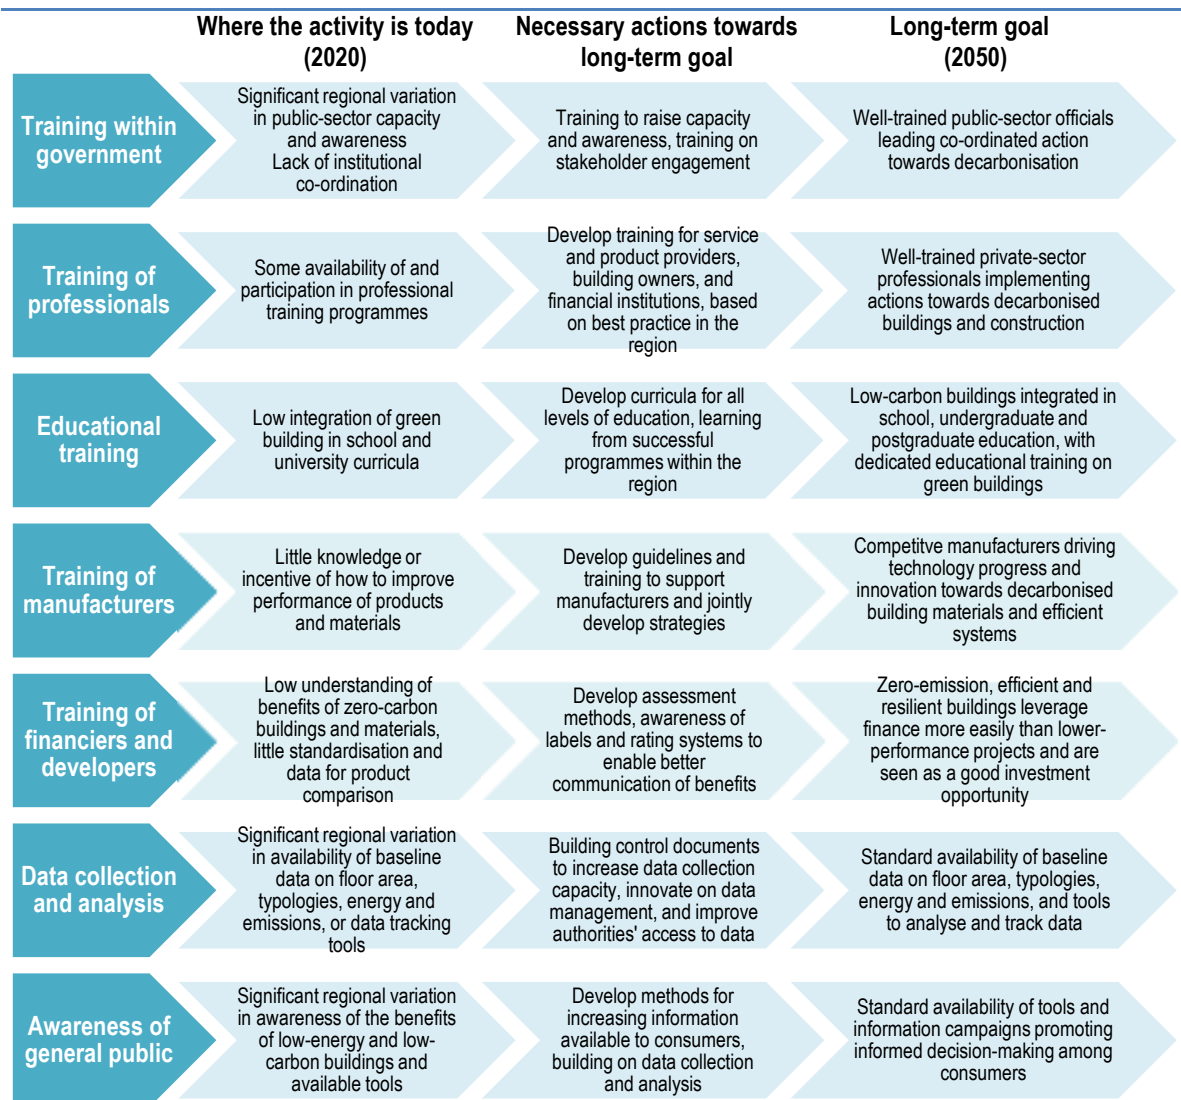 Where the activity is today
(2020)
Necessary actions towards
long-term goal
Long-term goal
(2050)
Training within
government
Significant regional variation
in public-sector capacity
and awareness
Lack of institutional
co-ordination
Training to raise capacity
and awareness, training on
stakeholder engagement
Well-trained public-sector officials
leading co-ordinated action
towards decarbonisation
Training of
professionals
Some availability of and
participation in professional
training programmes
Develop training for service
and product providers,
building owners, and
financial institutions, based
on best practice in the
region
Well-trained private-sector
professionals implementing
actions towards decarbonised
buildings and construction
Educational
training
Low integration of green
building in school and
university curricula
Develop curricula for all
levels of education, learning
from successful
programmes within the
region
Low-carbon buildings integrated in
school, undergraduate and
postgraduate education, with
dedicated educational training on
green buildings
Training of
manufacturers
Little knowledge or
incentive of how to improve
performance of products
and materials
Develop guidelines and
training to support
manufacturers and jointly
develop strategies
Competitve manufacturers driving
technology progress and
innovation towards decarbonised
building materials and efficient
systems
Training of
financiers and
developers
Low understanding of
benefits of zero-carbon
buildings and materials,
little standardisation and
data for product
comparison
Develop assessment
methods, awareness of
labels and rating systems to
enable better
communication of benefits
Zero-emission, efficient and
resilient buildings leverage
finance more easily than lower-
performance projects and are
seen as a good investment
opportunity
Data collection
and analysis
Significant regional variation
in availability of baseline
data on floor area,
typologies, energy and
emissions, or data tracking
tools
Building control documents
to increase data collection
capacity, innovate on data
management, and improve
authorities' access to data
Standard availability of baseline
data on floor area, typologies,
energy and emissions, and tools
to analyse and track data
Awareness of
general public
Significant regional variation
in awareness of the benefits
of low-energy and low-
carbon buildings and
available tools
Develop methods for
increasing information
available to consumers,
building on data collection
and analysis
Standard availability of tools and
information campaigns promoting
informed decision-making among
consumers